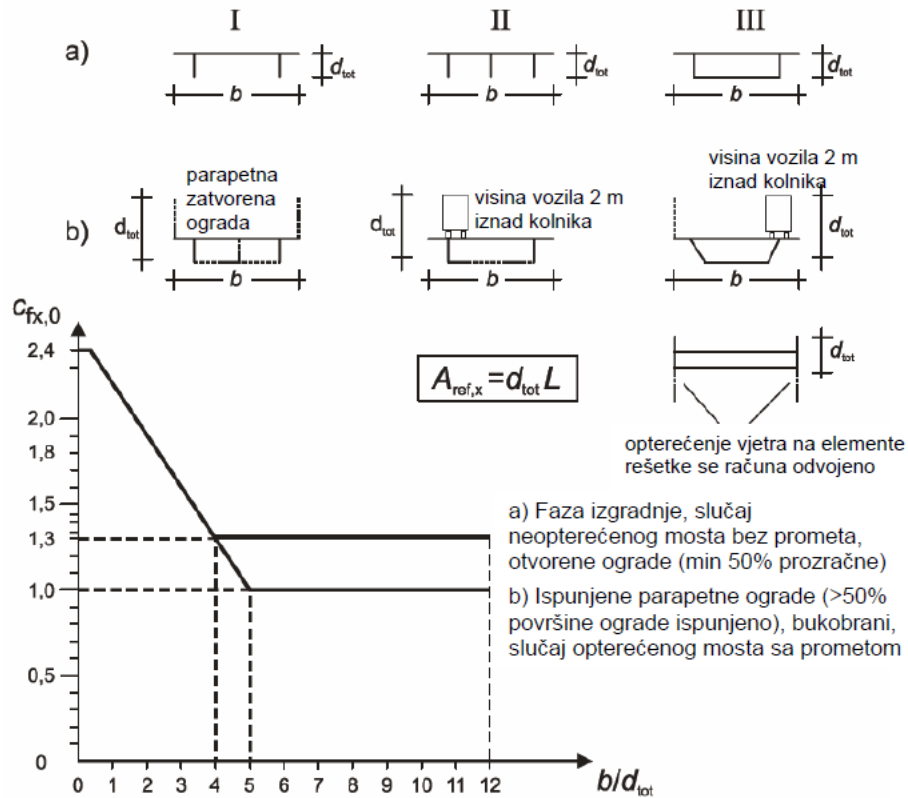 I II III
a) d_tot d_tot d_tot
b b b
visina vozila 2 m
iznad kolnika
parapetna
zatvorena
ograda
visina vozila 2 m
iznad kolnika
b) d_tot d_tot d_tot
b b b
c_fx,0
2,4
2,0
1,8
1,5
1,3
1,0
0,5
0
0 1 2 3 4 5 6 7 8 9 10 11 12
b/d_tot
A_ref,x = d_tot L
d_tot
opterećenje vjetra na elemente
rešetke se računa odvojeno
a) Faza izgradnje, slučaj
neopterećenog mosta bez prometa,
otvorene ograde (min 50% prozračne)
b) Ispunjene parapetne ograde (>50%
površine ograde ispunjeno), bukobrani,
slučaj opterećenog mosta sa prometom